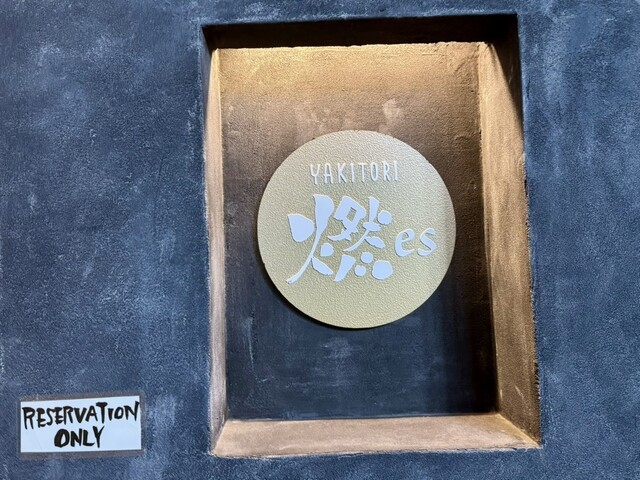 YAKITORI
燃es
RESERVATION
ONLY